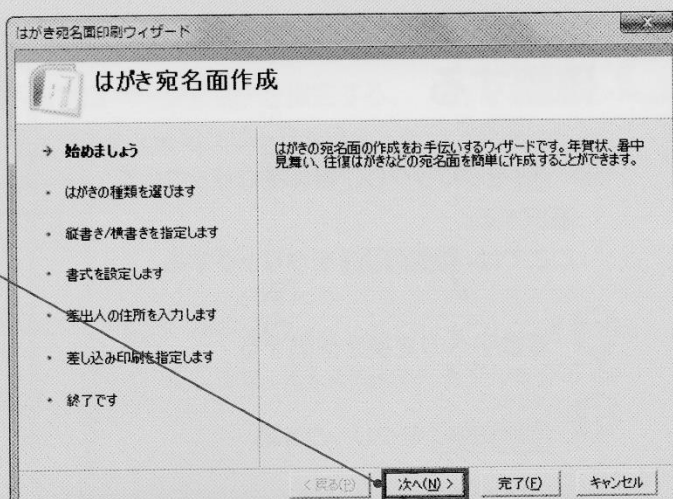 はがき宛名面印刷ウィザード
はがき宛名面作成
始めましょう
はがきの種類を選びます
縦書き/横書きを指定します
書式を設定します
差出人の住所を入力します
差し込み印刷を指定します
終了です
はがきの宛名面の作成をお手伝いするウィザードです。年賀状、暑中
見舞い、往復はがきなどの宛名面を簡単に作成することができます。
< 戻る(P)
次へ(N) >
完了(F)
キャンセル